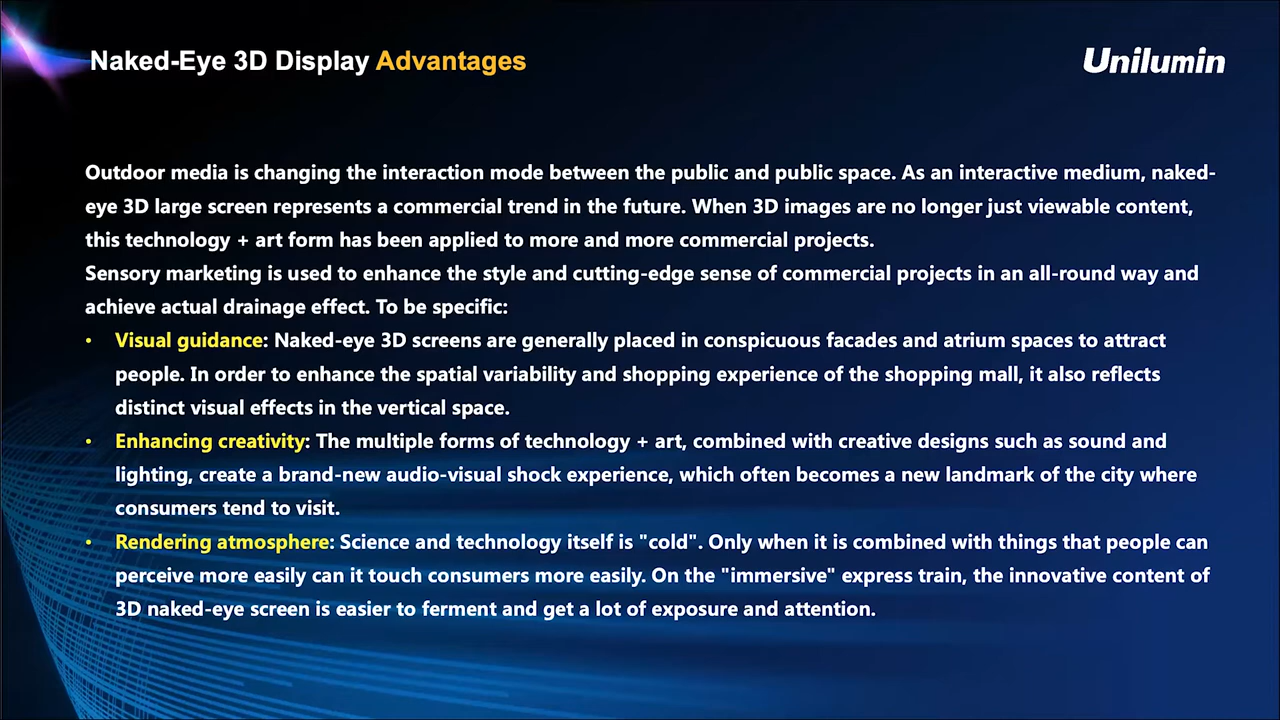 Naked-Eye 3D Display Advantages
Unilumin
Outdoor media is changing the interaction mode between the public and public space. As an interactive medium, naked-
eye 3D large screen represents a commercial trend in the future. When 3D images are no longer just viewable content,
this technology + art form has been applied to more and more commercial projects.
Sensory marketing is used to enhance the style and cutting-edge sense of commercial projects in an all-round way and
achieve actual drainage effect. To be specific:
• Visual guidance: Naked-eye 3D screens are generally placed in conspicuous facades and atrium spaces to attract
people. In order to enhance the spatial variability and shopping experience of the shopping mall, it also reflects
distinct visual effects in the vertical space.
• Enhancing creativity: The multiple forms of technology + art, combined with creative designs such as sound and
lighting, create a brand-new audio-visual shock experience, which often becomes a new landmark of the city where
consumers tend to visit.
• Rendering atmosphere: Science and technology itself is "cold". Only when it is combined with things that people can
perceive more easily can it touch consumers more easily. On the "immersive" express train, the innovative content of
3D naked-eye screen is easier to ferment and get a lot of exposure and attention.